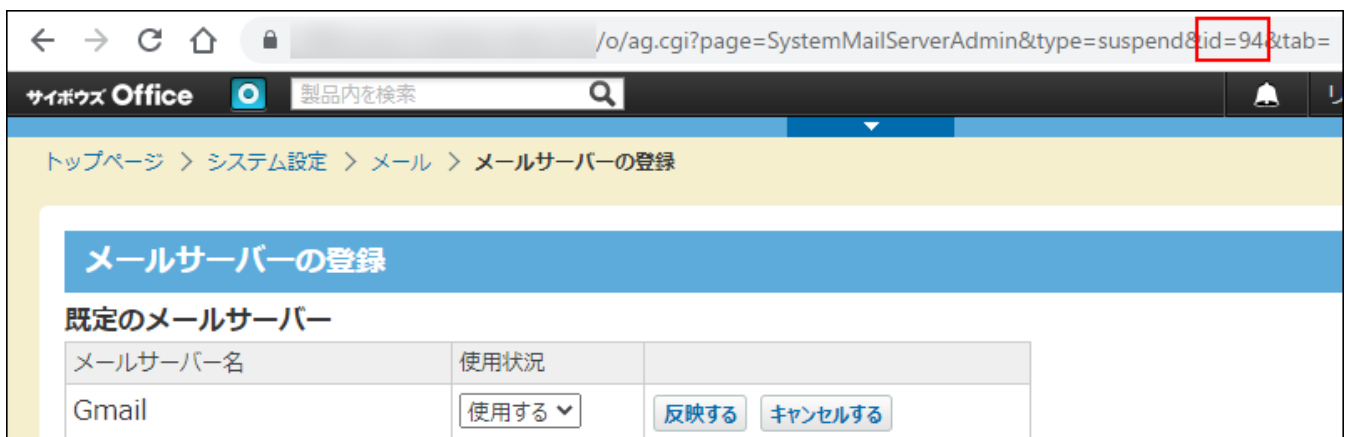 /o/ag.cgi?page=SystemMailServerAdmin&type=suspend&id=94&tab=
サイボウズ Office 製品内を検索
トップページ > システム設定 > メール > メールサーバーの登録
メールサーバーの登録
既定のメールサーバー
メールサーバー名 使用状況
Gmail 使用する 反映する キャンセルする